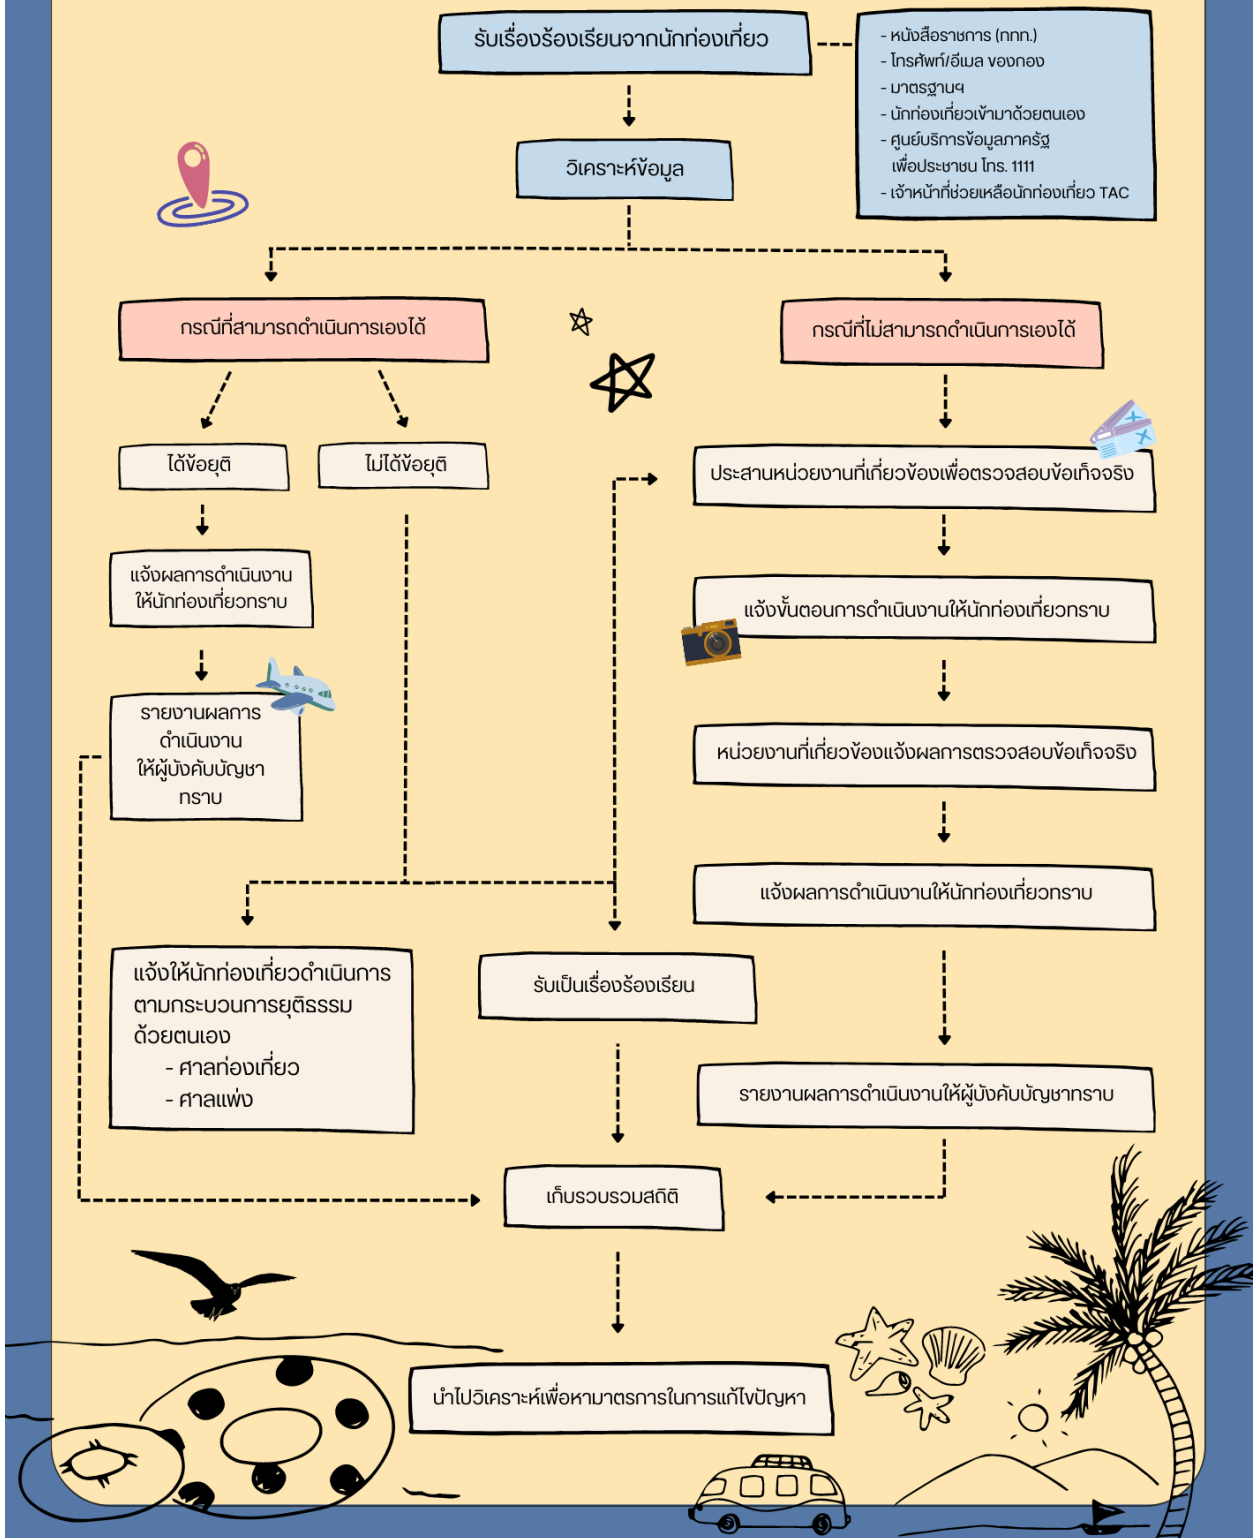 รับเรื่องร้องเรียนจากนักท่องเที่ยว
- หนังสือราชการ (ททท.)
- โทรศัพท์/อีเมล ของกอง
- มาตรฐานฯ
- นักท่องเที่ยวเข้ามาด้วยตนเอง
- ศูนย์บริการข้อมูลภาครัฐ
เพื่อประชาชน โทร. 1111
- เจ้าหน้าที่ช่วยเหลือนักท่องเที่ยว TAC
วิเคราะห์ข้อมูล
กรณีที่สามารถดำเนินการเองได้
กรณีที่ไม่สามารถดำเนินการเองได้
ได้ข้อยุติ
ไม่ได้ข้อยุติ
ประสานหน่วยงานที่เกี่ยวข้องเพื่อตรวจสอบข้อเท็จจริง
แจ้งผลการดำเนินงาน
ให้นักท่องเที่ยวทราบ
แจ้งขั้นตอนการดำเนินงานให้นักท่องเที่ยวทราบ
รายงานผลการ
ดำเนินงาน
ให้ผู้บังคับบัญชา
ทราบ
หน่วยงานที่เกี่ยวข้องแจ้งผลการตรวจสอบข้อเท็จจริง
แจ้งผลการดำเนินงานให้นักท่องเที่ยวทราบ
แจ้งให้นักท่องเที่ยวดำเนินการ
ตามกระบวนการยุติธรรม
ด้วยตนเอง
- ศาลท่องเที่ยว
- ศาลแพ่ง
รับเป็นเรื่องร้องเรียน
รายงานผลการดำเนินงานให้ผู้บังคับบัญชาทราบ
เก็บรวบรวมสถิติ
นำไปวิเคราะห์เพื่อหามาตรการในการแก้ไขปัญหา